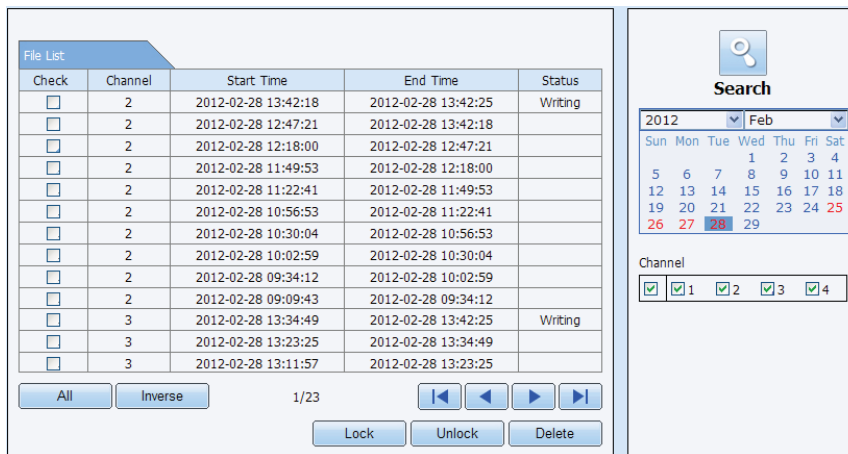 File List
Check Channel Start Time End Time Status
2 2012-02-28 13:42:18 2012-02-28 13:42:25 Writing
2 2012-02-28 12:47:21 2012-02-28 13:42:18
2 2012-02-28 12:18:00 2012-02-28 12:47:21
2 2012-02-28 11:49:53 2012-02-28 12:18:00
2 2012-02-28 11:22:41 2012-02-28 11:49:53
2 2012-02-28 10:56:53 2012-02-28 11:22:41
2 2012-02-28 10:30:04 2012-02-28 10:56:53
2 2012-02-28 10:02:59 2012-02-28 10:30:04
2 2012-02-28 09:34:12 2012-02-28 10:02:59
2 2012-02-28 09:09:43 2012-02-28 09:34:12
3 2012-02-28 13:34:49 2012-02-28 13:42:25 Writing
3 2012-02-28 13:23:25 2012-02-28 13:34:49
3 2012-02-28 13:11:57 2012-02-28 13:23:25
All Inverse 1/23
Lock Unlock Delete
Search
2012 Feb
Sun Mon Tue Wed Thu Fri Sat
1 2 3 4
5 6 7 8 9 10 11
12 13 14 15 16 17 18
19 20 21 22 23 24 25
26 27 28 29
Channel
1 2 3 4